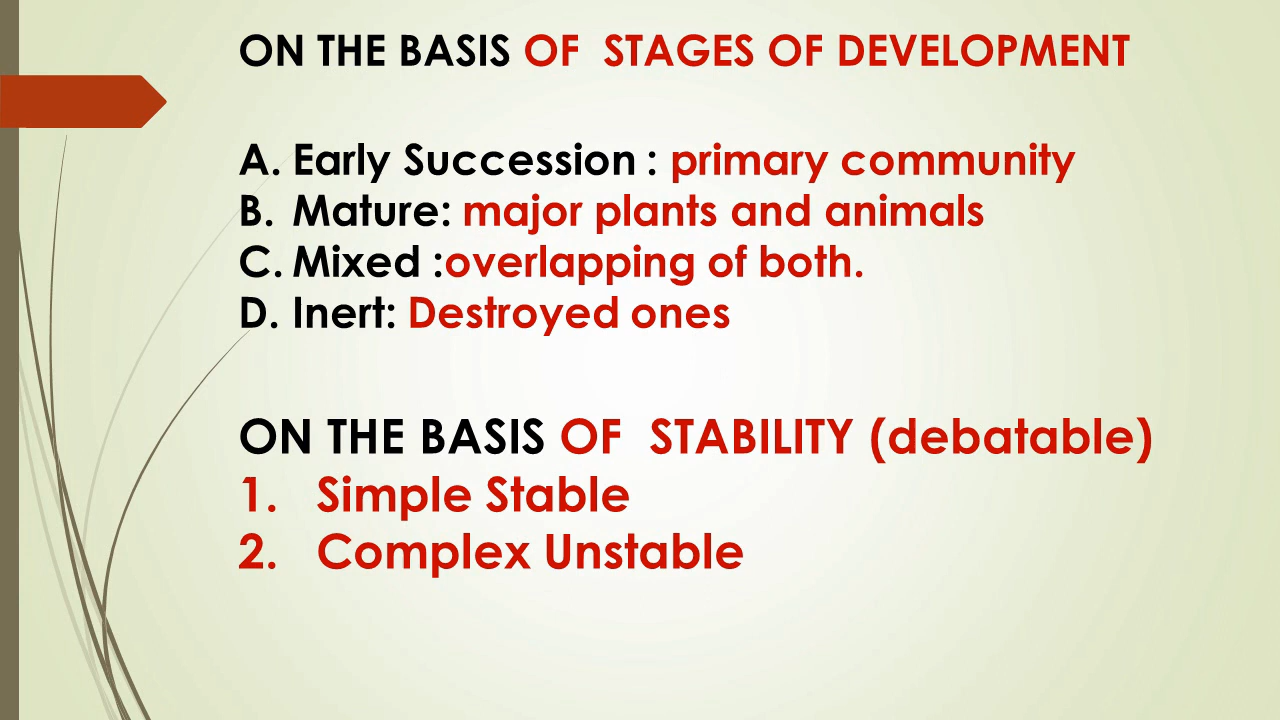 ON THE BASIS OF STAGES OF DEVELOPMENT
A. Early Succession : primary community
B. Mature: major plants and animals
C. Mixed :overlapping of both.
D. Inert: Destroyed ones
ON THE BASIS OF STABILITY (debatable)
1. Simple Stable
2. Complex Unstable